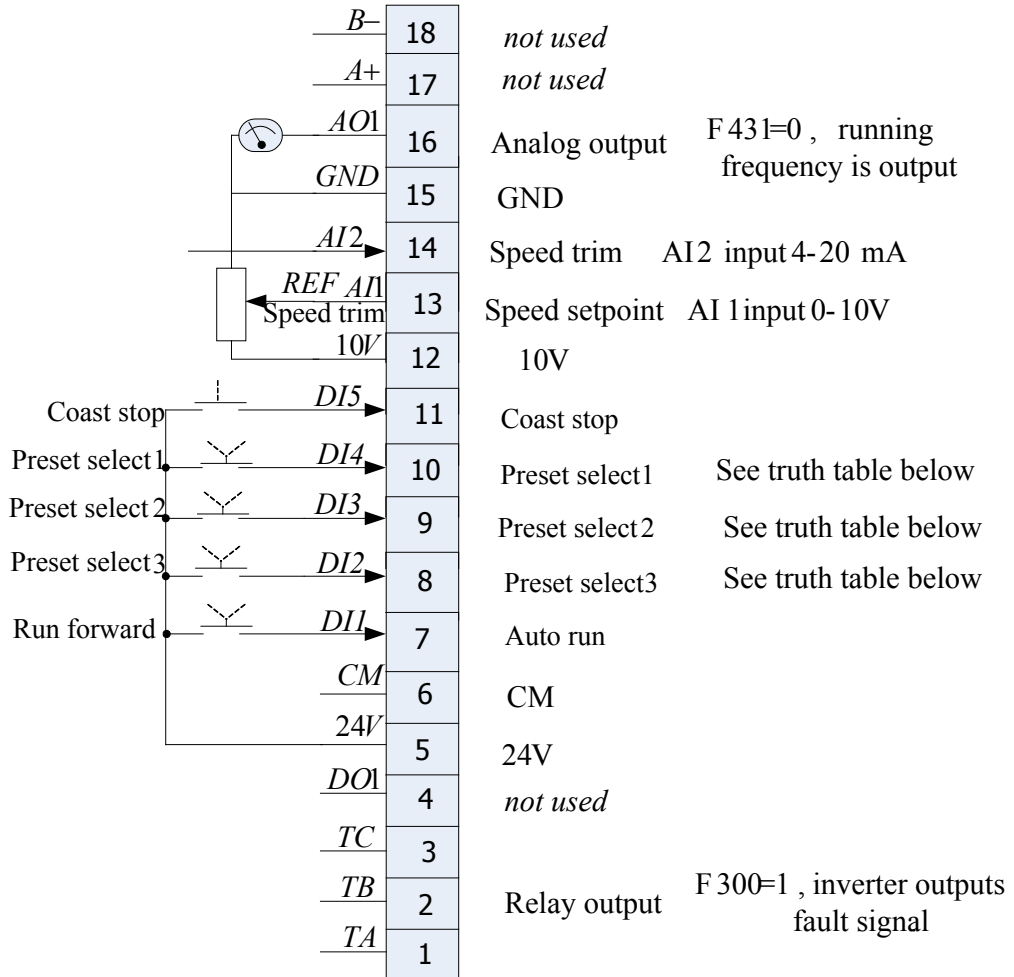 B– 18 not used
A+ 17 not used
AO1 16 Analog output F431=0 , running
frequency is output
GND 15 GND
AI2 14 Speed trim AI2 input 4-20 mA
REF AI1 13 Speed setpoint AI 1input 0-10V
Speed trim
10V 12 10V
Coast stop DI5 11 Coast stop
Preset select1 DI4 10 Preset select1 See truth table below
Preset select2 DI3 9 Preset select2 See truth table below
Preset select3 DI2 8 Preset select3 See truth table below
Run forward DI1 7 Auto run
CM 6 CM
24V 5 24V
DO1 4 not used
TC 3
TB 2 Relay output F300=1 , inverter outputs
fault signal
TA 1